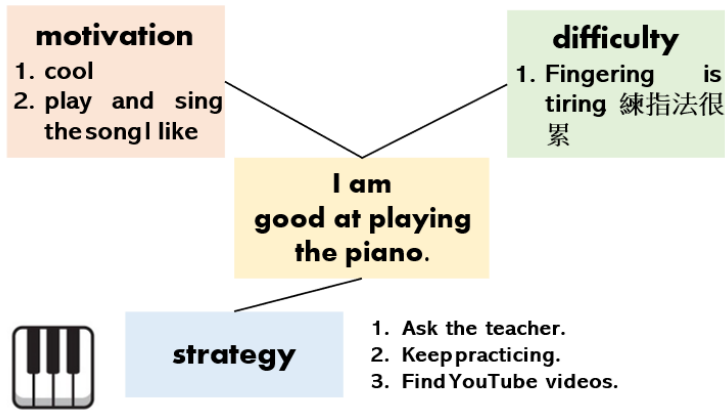 motivation
1. cool
2. play and sing
the song I like
difficulty
1. Fingering is
tiring 練指法很
累
I am
good at playing
the piano.
strategy
1. Ask the teacher.
2. Keep practicing.
3. Find YouTube videos.